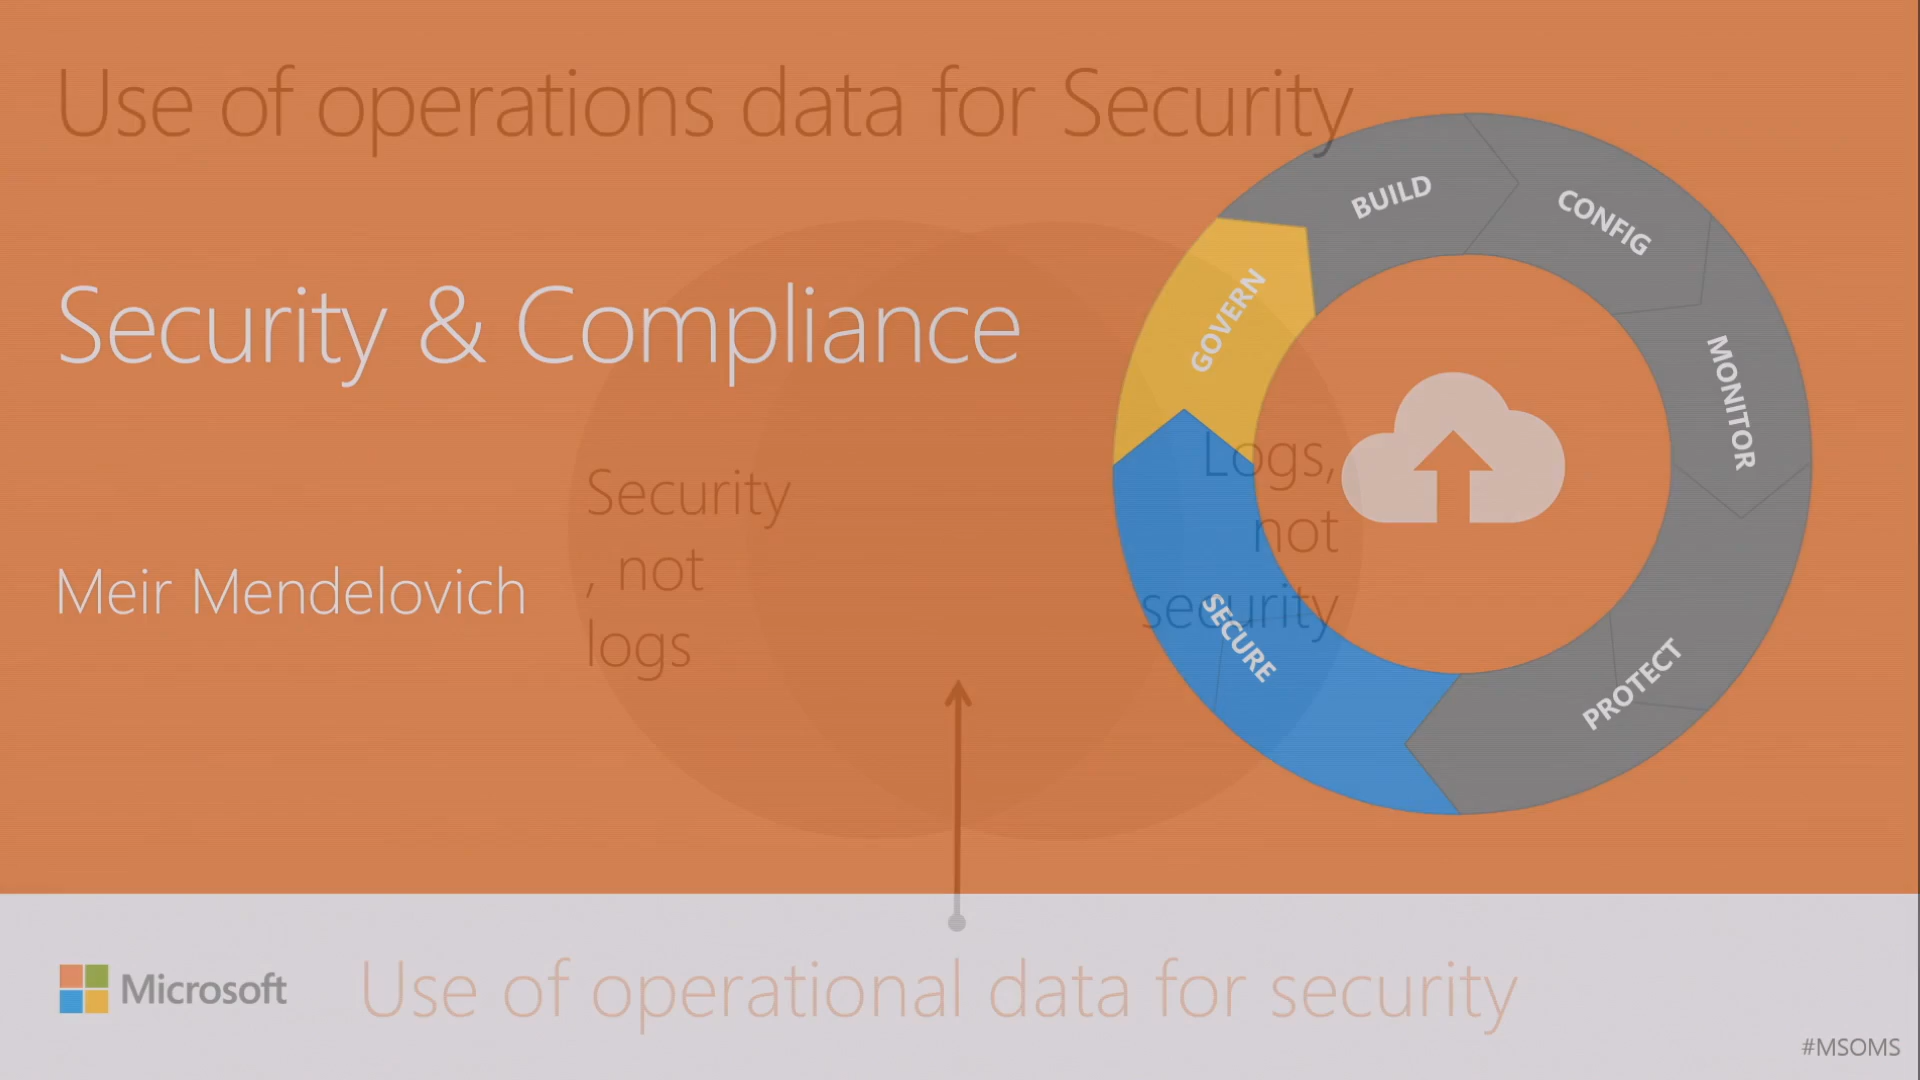 Use of operations data for Security
Security & Compliance
Meir Mendelovich
Security
, not
logs
Logs,
not
security
BUILD
CONFIG
MONITOR
PROTECT
SECURE
GOVERN
Microsoft
Use of operational data for security
#MSOMS